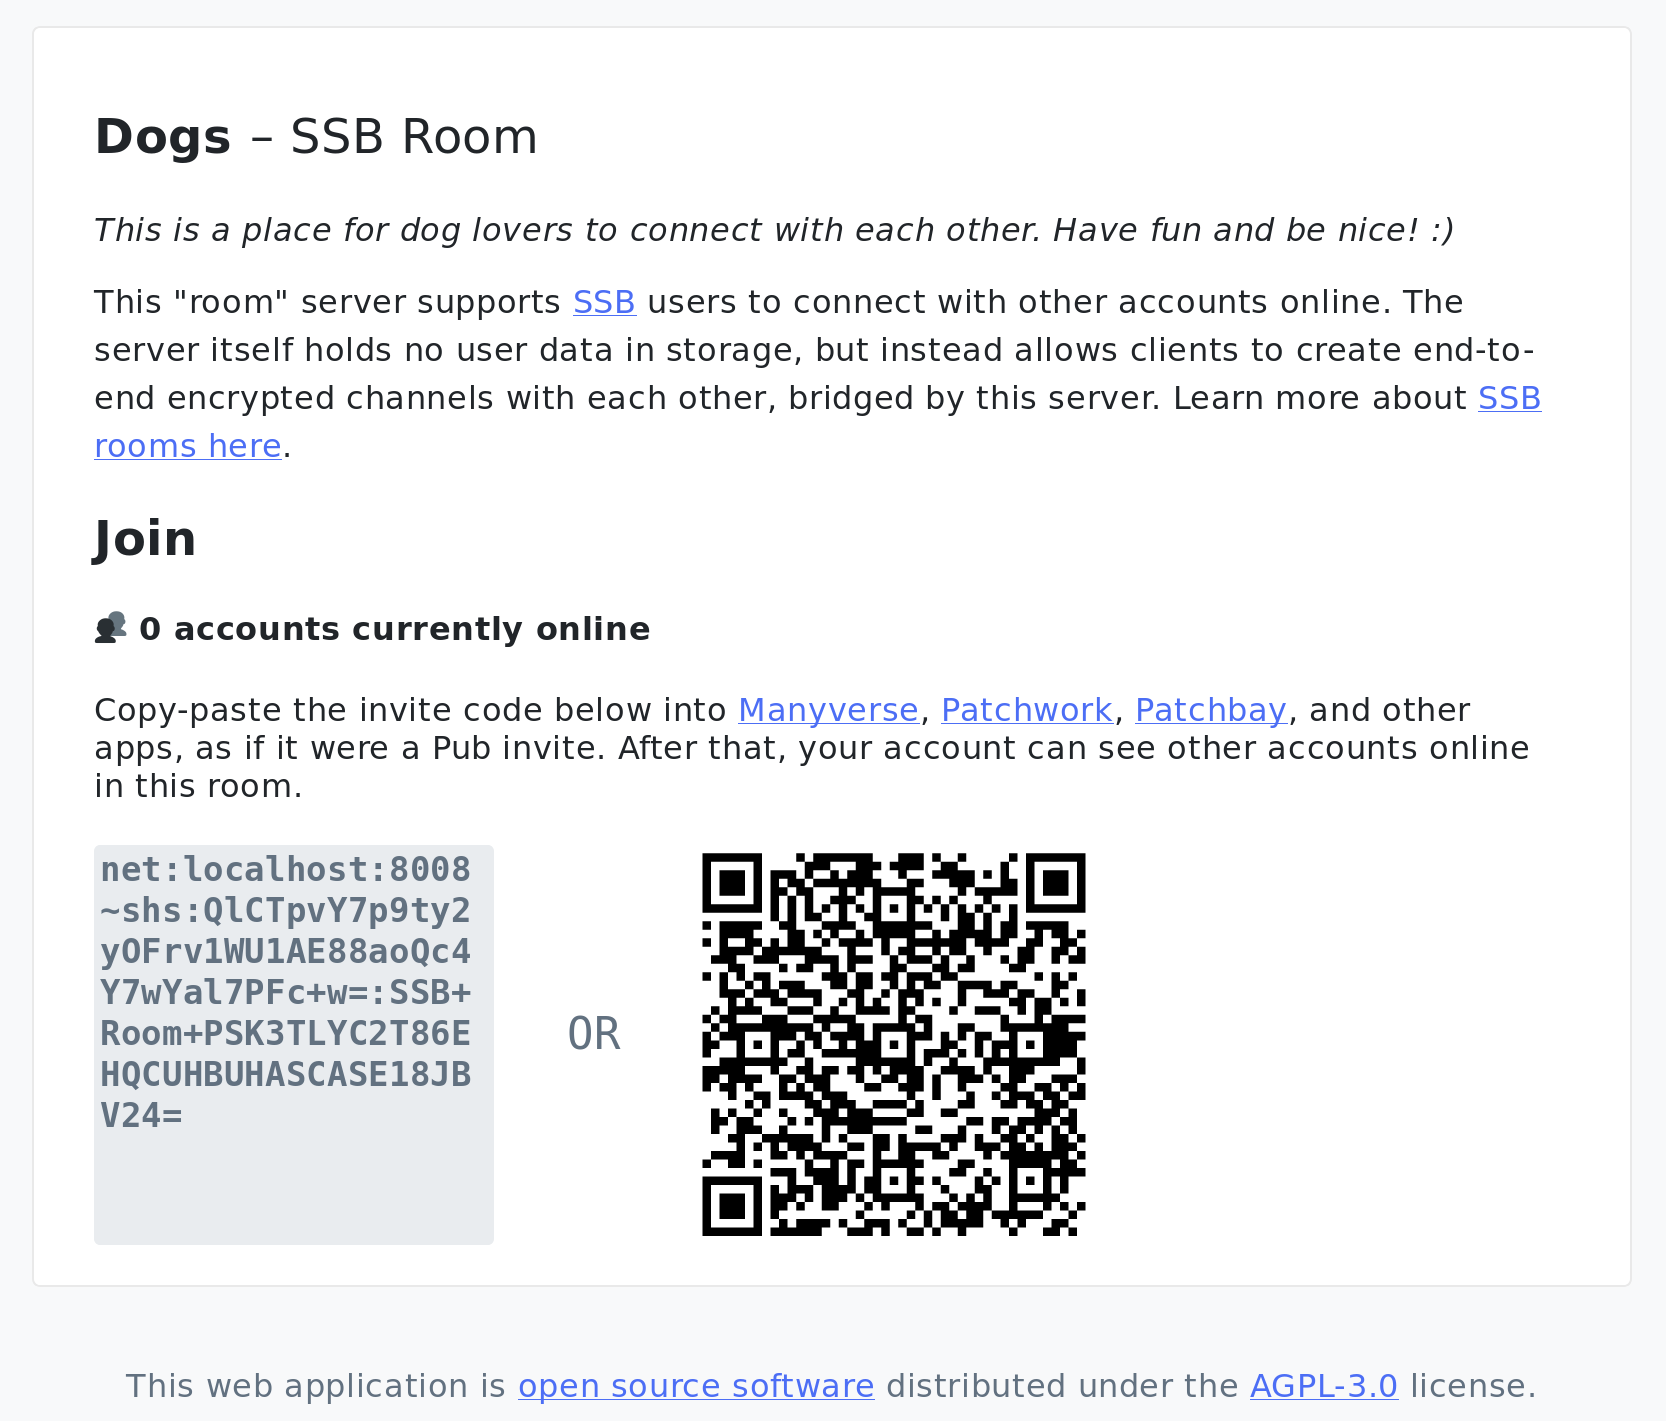 Dogs – SSB Room
This is a place for dog lovers to connect with each other. Have fun and be nice! :)
This "room" server supports SSB users to connect with other accounts online. The
server itself holds no user data in storage, but instead allows clients to create end-to-
end encrypted channels with each other, bridged by this server. Learn more about SSB
rooms here.
Join
0 accounts currently online
Copy-paste the invite code below into Manyverse, Patchwork, Patchbay, and other
apps, as if it were a Pub invite. After that, your account can see other accounts online
in this room.
net:localhost:8008
~shs:QlCTpvY7p9ty2
yOFrv1WU1AE88aoQc4
Y7wYal7PFc+w=:SSB+
Room+PSK3TLYC2T86E
HQCUHBUHASCASE18JB
V24=
OR
This web application is open source software distributed under the AGPL-3.0 license.